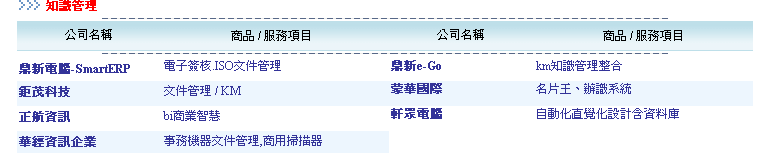 知識管理
公司名稱 商品 / 服務項目 公司名稱 商品 / 服務項目
鼎新電腦-SmartERP 電子簽核.ISO文件管理 鼎新e-Go km知識管理整合
鉅茂科技 文件管理 / KM 蒙華國際 名片王、辦識系統
正航資訊 bi商業智慧 軒眾電腦 自動化直覺化設計含資料庫
華經資訊企業 事務機器文件管理,商用掃描器